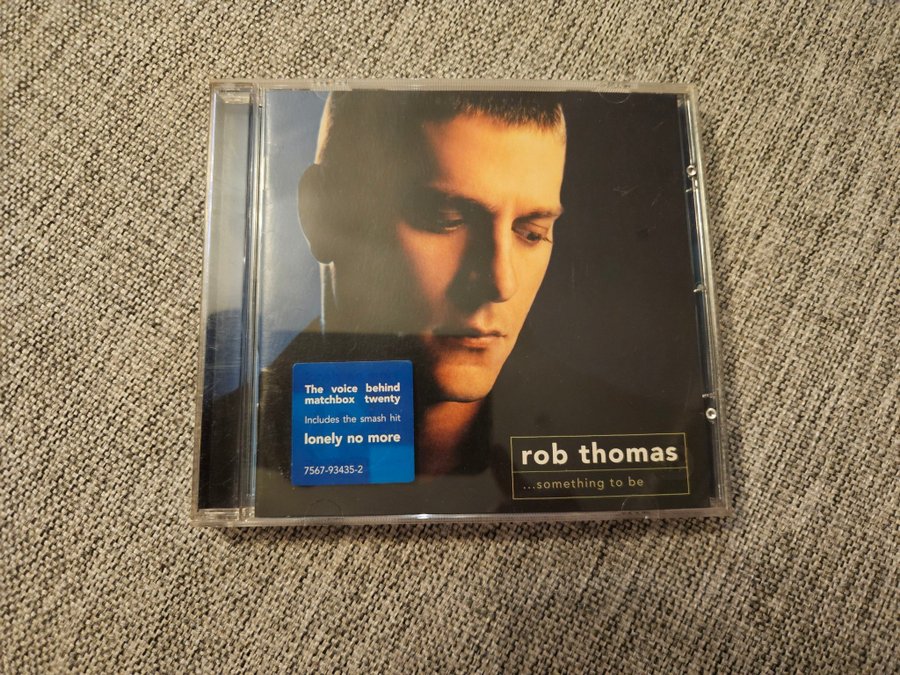 The voice behind
matchbox twenty
Includes the smash hit
lonely no more
7567-93435-2
rob thomas
...something to be